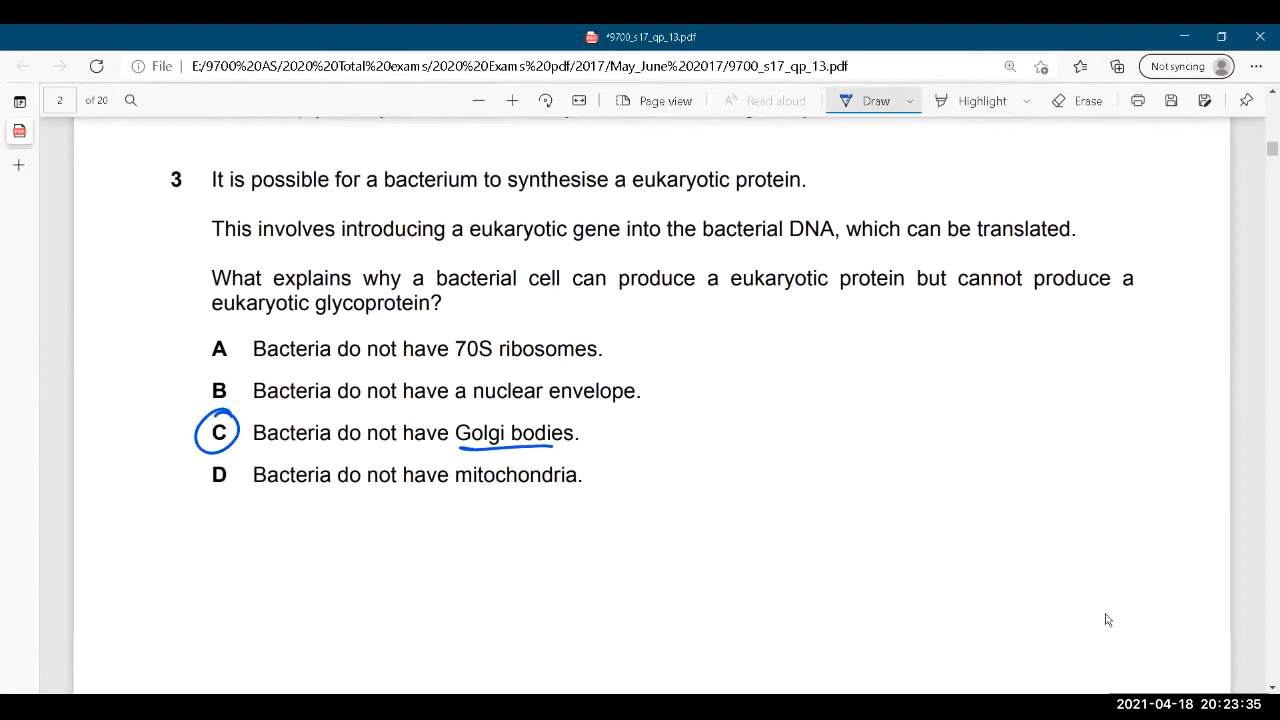 *9700_s17_qp_13.pdf
File | E:/9700%20AS/2020%20Total%20exams/2020%20Exams%20pdf/2017/May_June%202017/9700_s17_qp_13.pdf
Not syncing
2 of 20
Page view
Read aloud
Draw
Highlight
Erase
3 It is possible for a bacterium to synthesise a eukaryotic protein.
This involves introducing a eukaryotic gene into the bacterial DNA, which can be translated.
What explains why a bacterial cell can produce a eukaryotic protein but cannot produce a
eukaryotic glycoprotein?
A Bacteria do not have 70S ribosomes.
B Bacteria do not have a nuclear envelope.
C Bacteria do not have Golgi bodies.
D Bacteria do not have mitochondria.
2021-04-18 20:23:35